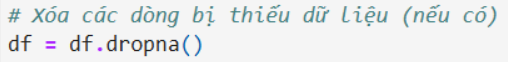 # Xóa các dòng bị thiếu dữ liệu (nếu có)
df = df.dropna()